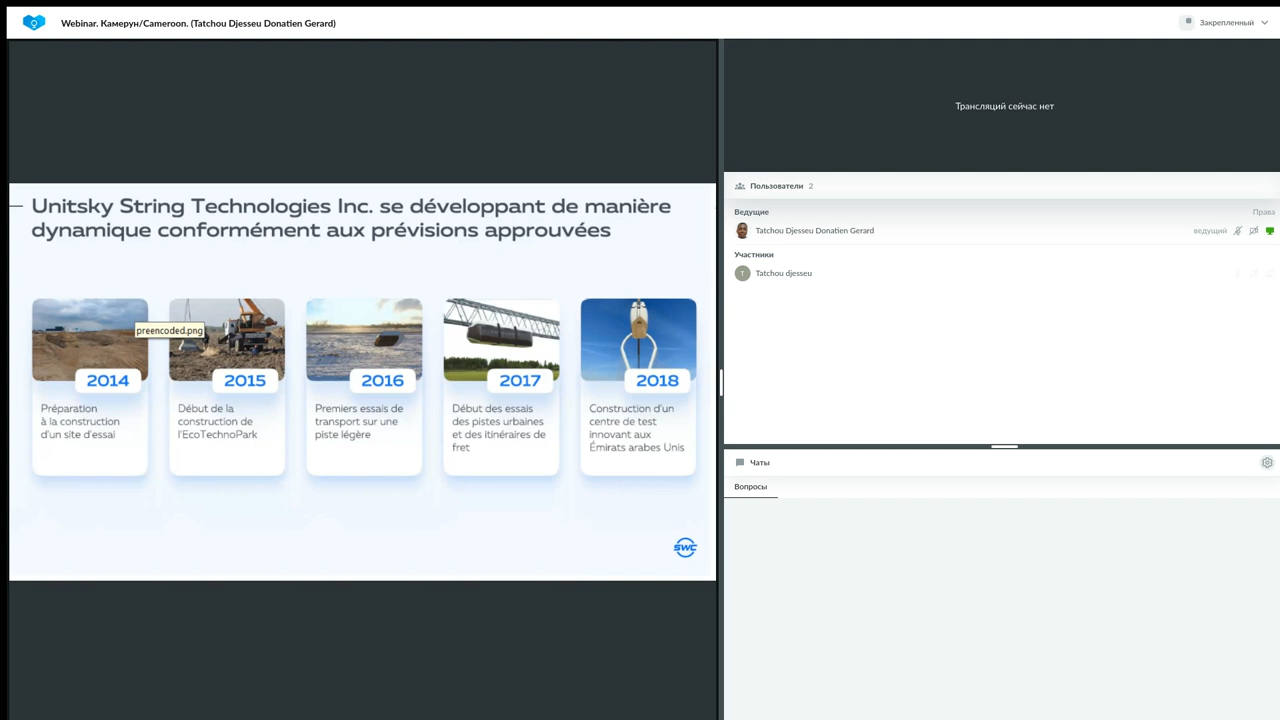 Webinar. Камерун/Cameroon. (Tatchou Djesseu Donatien Gerard)
Закрепленный
Unitsky String Technologies Inc. se développant de manière
dynamique conformément aux prévisions approuvées
preencoded.png
2014
Préparation
à la construction
d'un site d'essai
2015
Début de la
construction de
l'EcoTechnoPark
2016
Premiers essais de
transport sur une
piste légère
2017
Début des essais
des pistes urbaines
et des itinéraires de
fret
2018
Construction d'un
centre de test
innovant aux
Émirats arabes Unis
SWC
Трансляций сейчас нет
Пользователи 2
Ведущие Права
Tatchou Djesseu Donatien Gerard ведущий
Участники
T Tatchou djesseu
Чаты
Вопросы